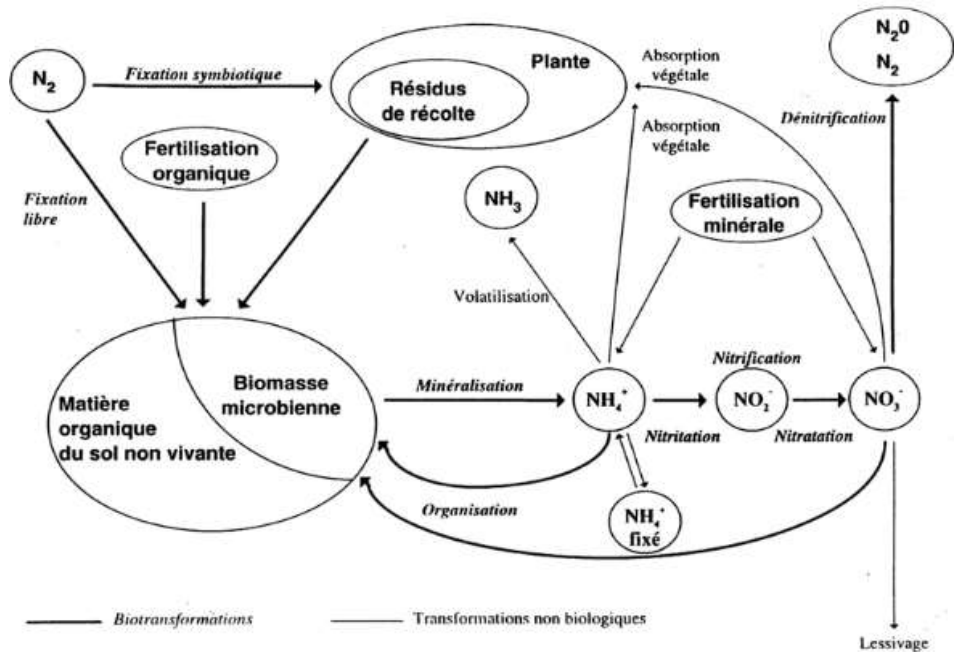 N₂0
N₂
N₂
Fixation symbiotique
Plante
Résidus
de récolte
Absorption
végétale
Absorption
végétale
Dénitrification
Fertilisation
organique
Fixation
libre
NH₃
Fertilisation
minérale
Volatilisation
Matière
organique
du sol non vivante
Biomasse
microbienne
Minéralisation
NH₄⁺
Nitrification
NO₂⁻
NO₃⁻
Nitritation
Nitratation
Organisation
NH₄⁺
fixé
Biotransformations
Transformations non biologiques
Lessivage